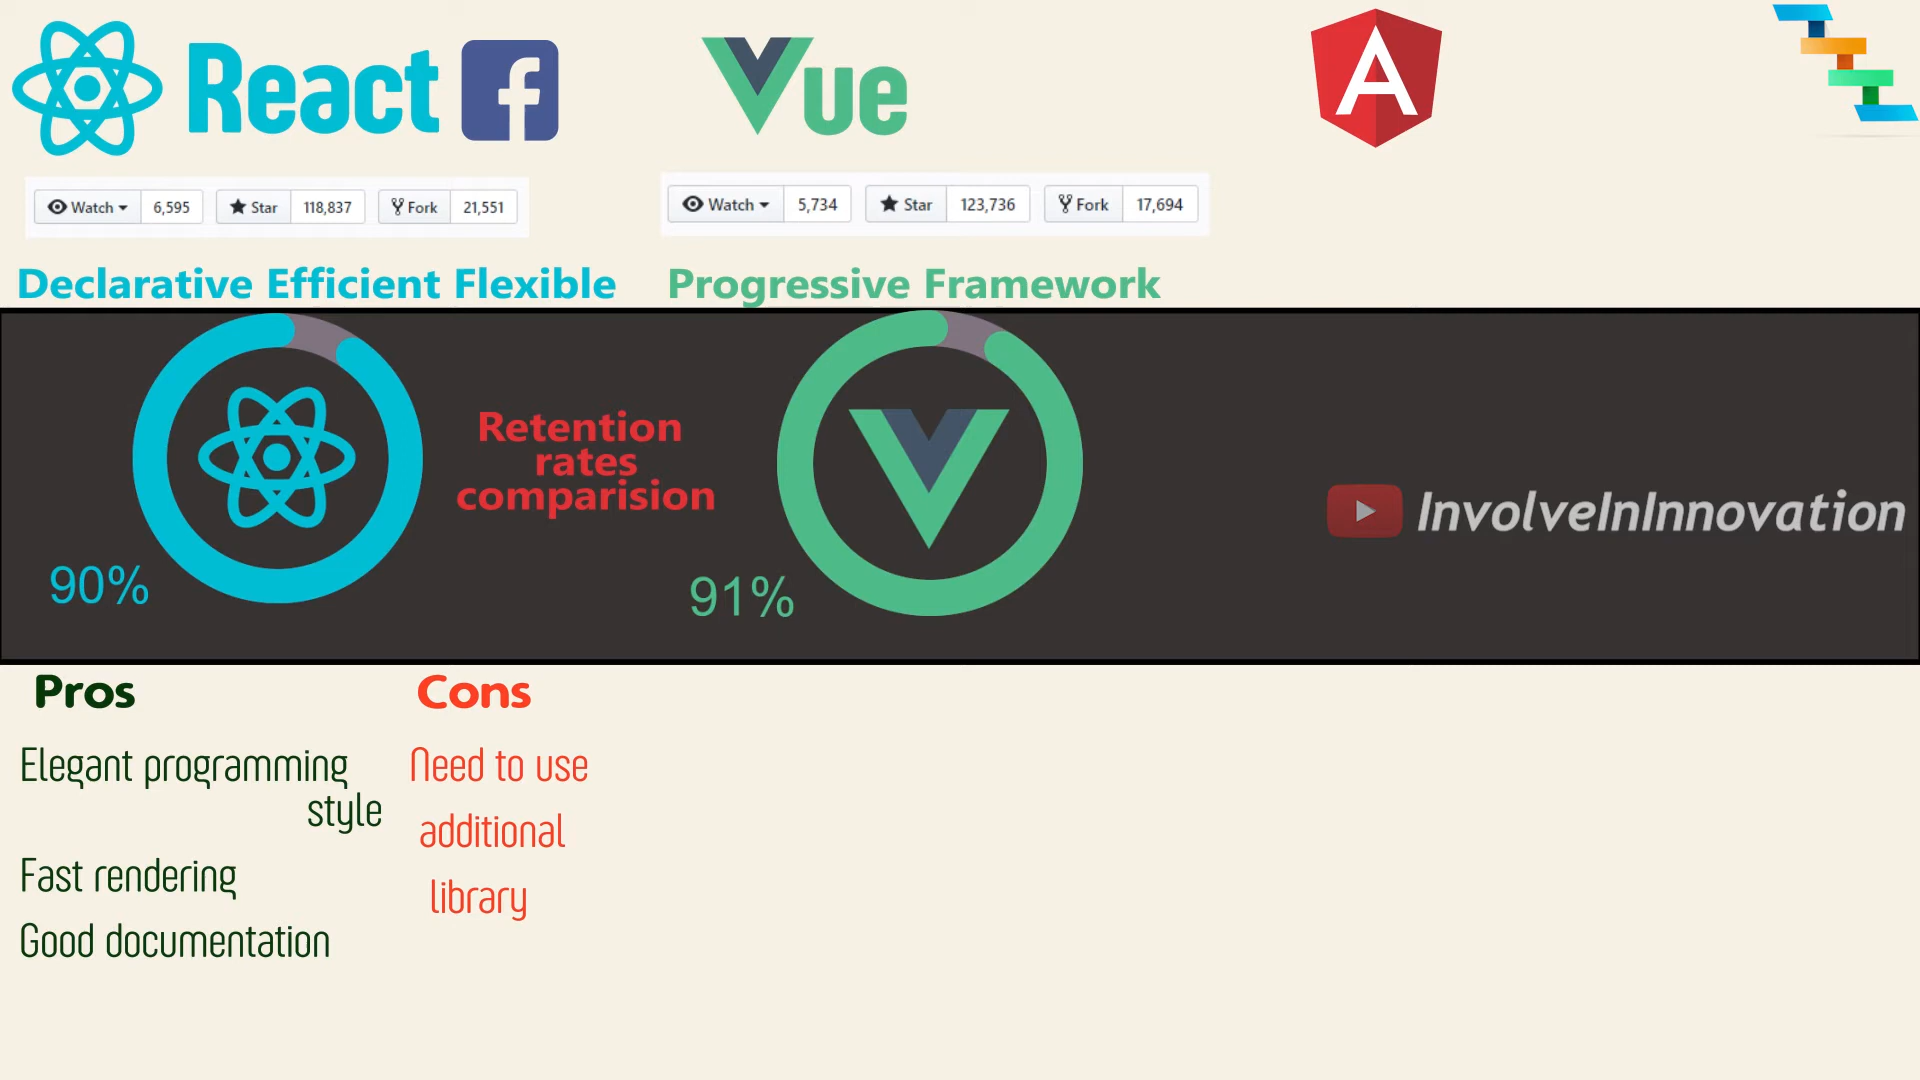 React
Vue
Watch 6,595 Star 118,837 Fork 21,551
Watch 5,734 Star 123,736 Fork 17,694
Declarative Efficient Flexible
Progressive Framework
Retention
rates
comparision
90%
91%
InvolveInInnovation
Pros
Elegant programming
style
Fast rendering
Good documentation
Cons
Need to use
additional
library